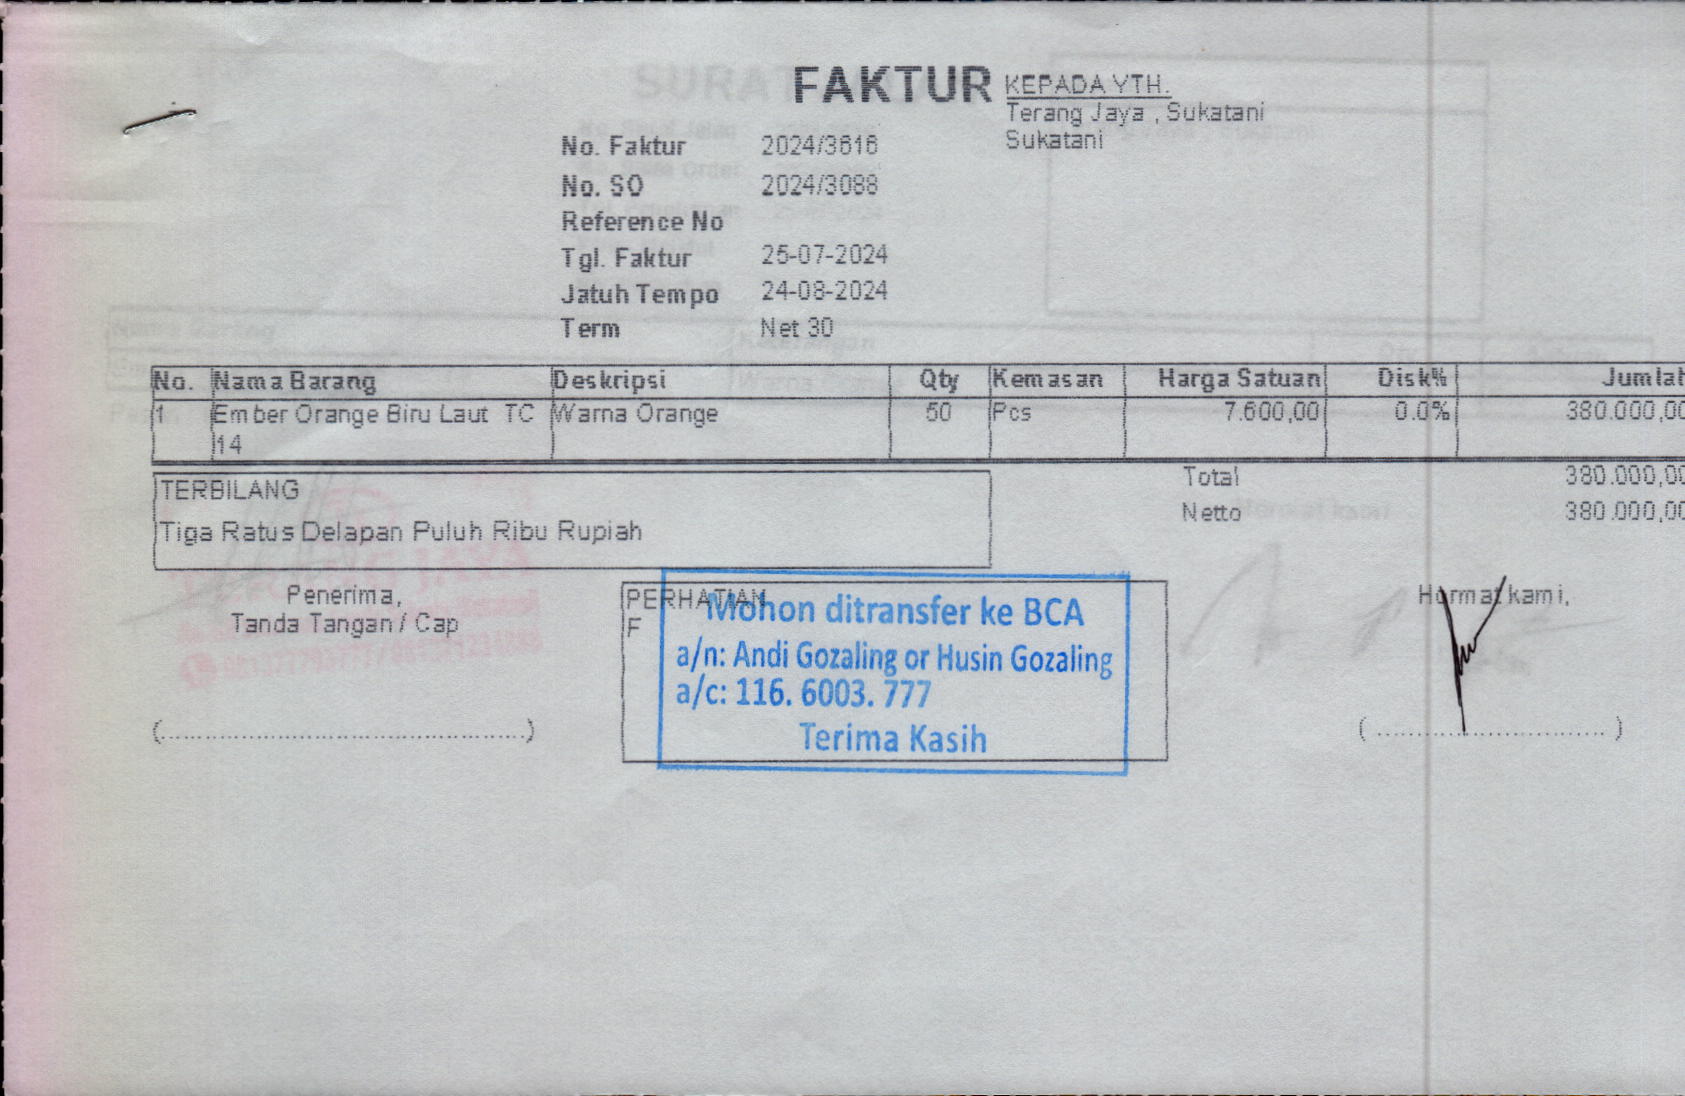 FAKTUR
KEPADA YTH.
Terang Jaya , Sukatani
Sukatani
No. Faktur 2024/3616
No. SO 2024/3088
Reference No
Tgl. Faktur 25-07-2024
Jatuh Tempo 24-08-2024
Term Net 30
No. Nama Barang Deskripsi Qty Kemasan Harga Satuan Disk% Jumlah
1 Ember Orange Biru Laut TC Warna Orange 50 Pcs 7.600,00 0.0% 380.000,00
14
Total 380.000,00
Netto 380.000,00
TERBILANG
Tiga Ratus Delapan Puluh Ribu Rupiah
Penerima,
Tanda Tangan / Cap
(................................................)
PERHATIAN
F
Mohon ditransfer ke BCA
a/n: Andi Gozaling or Husin Gozaling
a/c: 116. 6003. 777
Terima Kasih
Hormat kami,
(..............................)